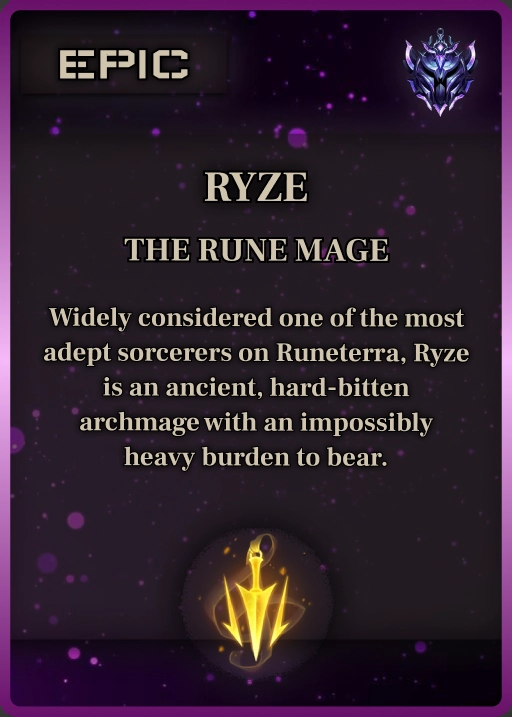 EPIC
RYZE
THE RUNE MAGE
Widely considered one of the most
adept sorcerers on Runeterra, Ryze
is an ancient, hard-bitten
archmage with an impossibly
heavy burden to bear.